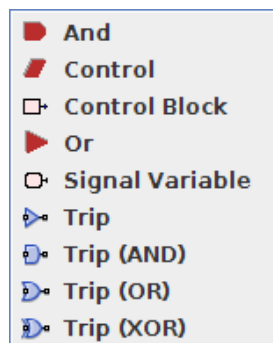 And
Control
Control Block
Or
Signal Variable
Trip
Trip (AND)
Trip (OR)
Trip (XOR)